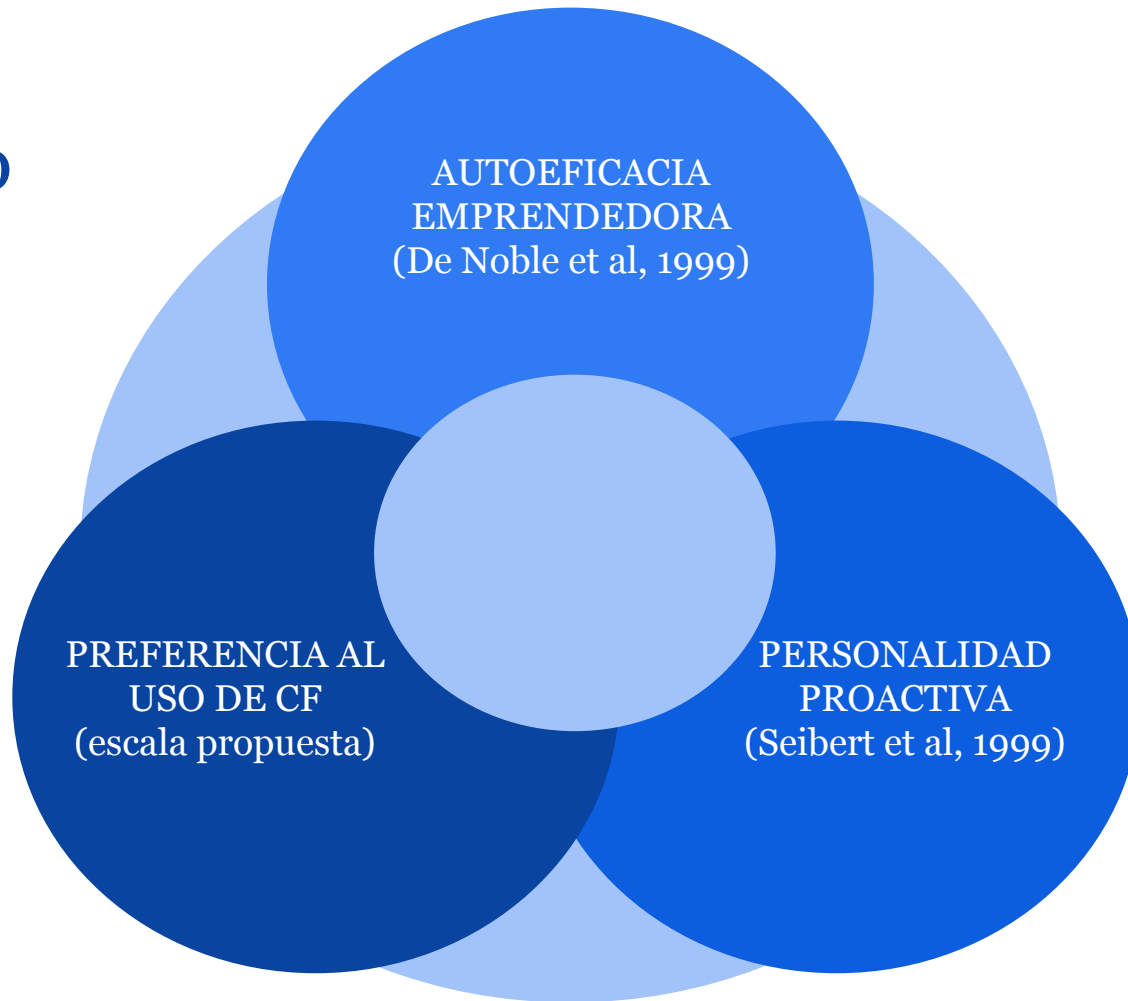 O
AUTOEFICACIA
EMPRENDEDORA
(De Noble et al, 1999)
PREFERENCIA AL
USO DE CF
(escala propuesta)
PERSONALIDAD
PROACTIVA
(Seibert et al, 1999)